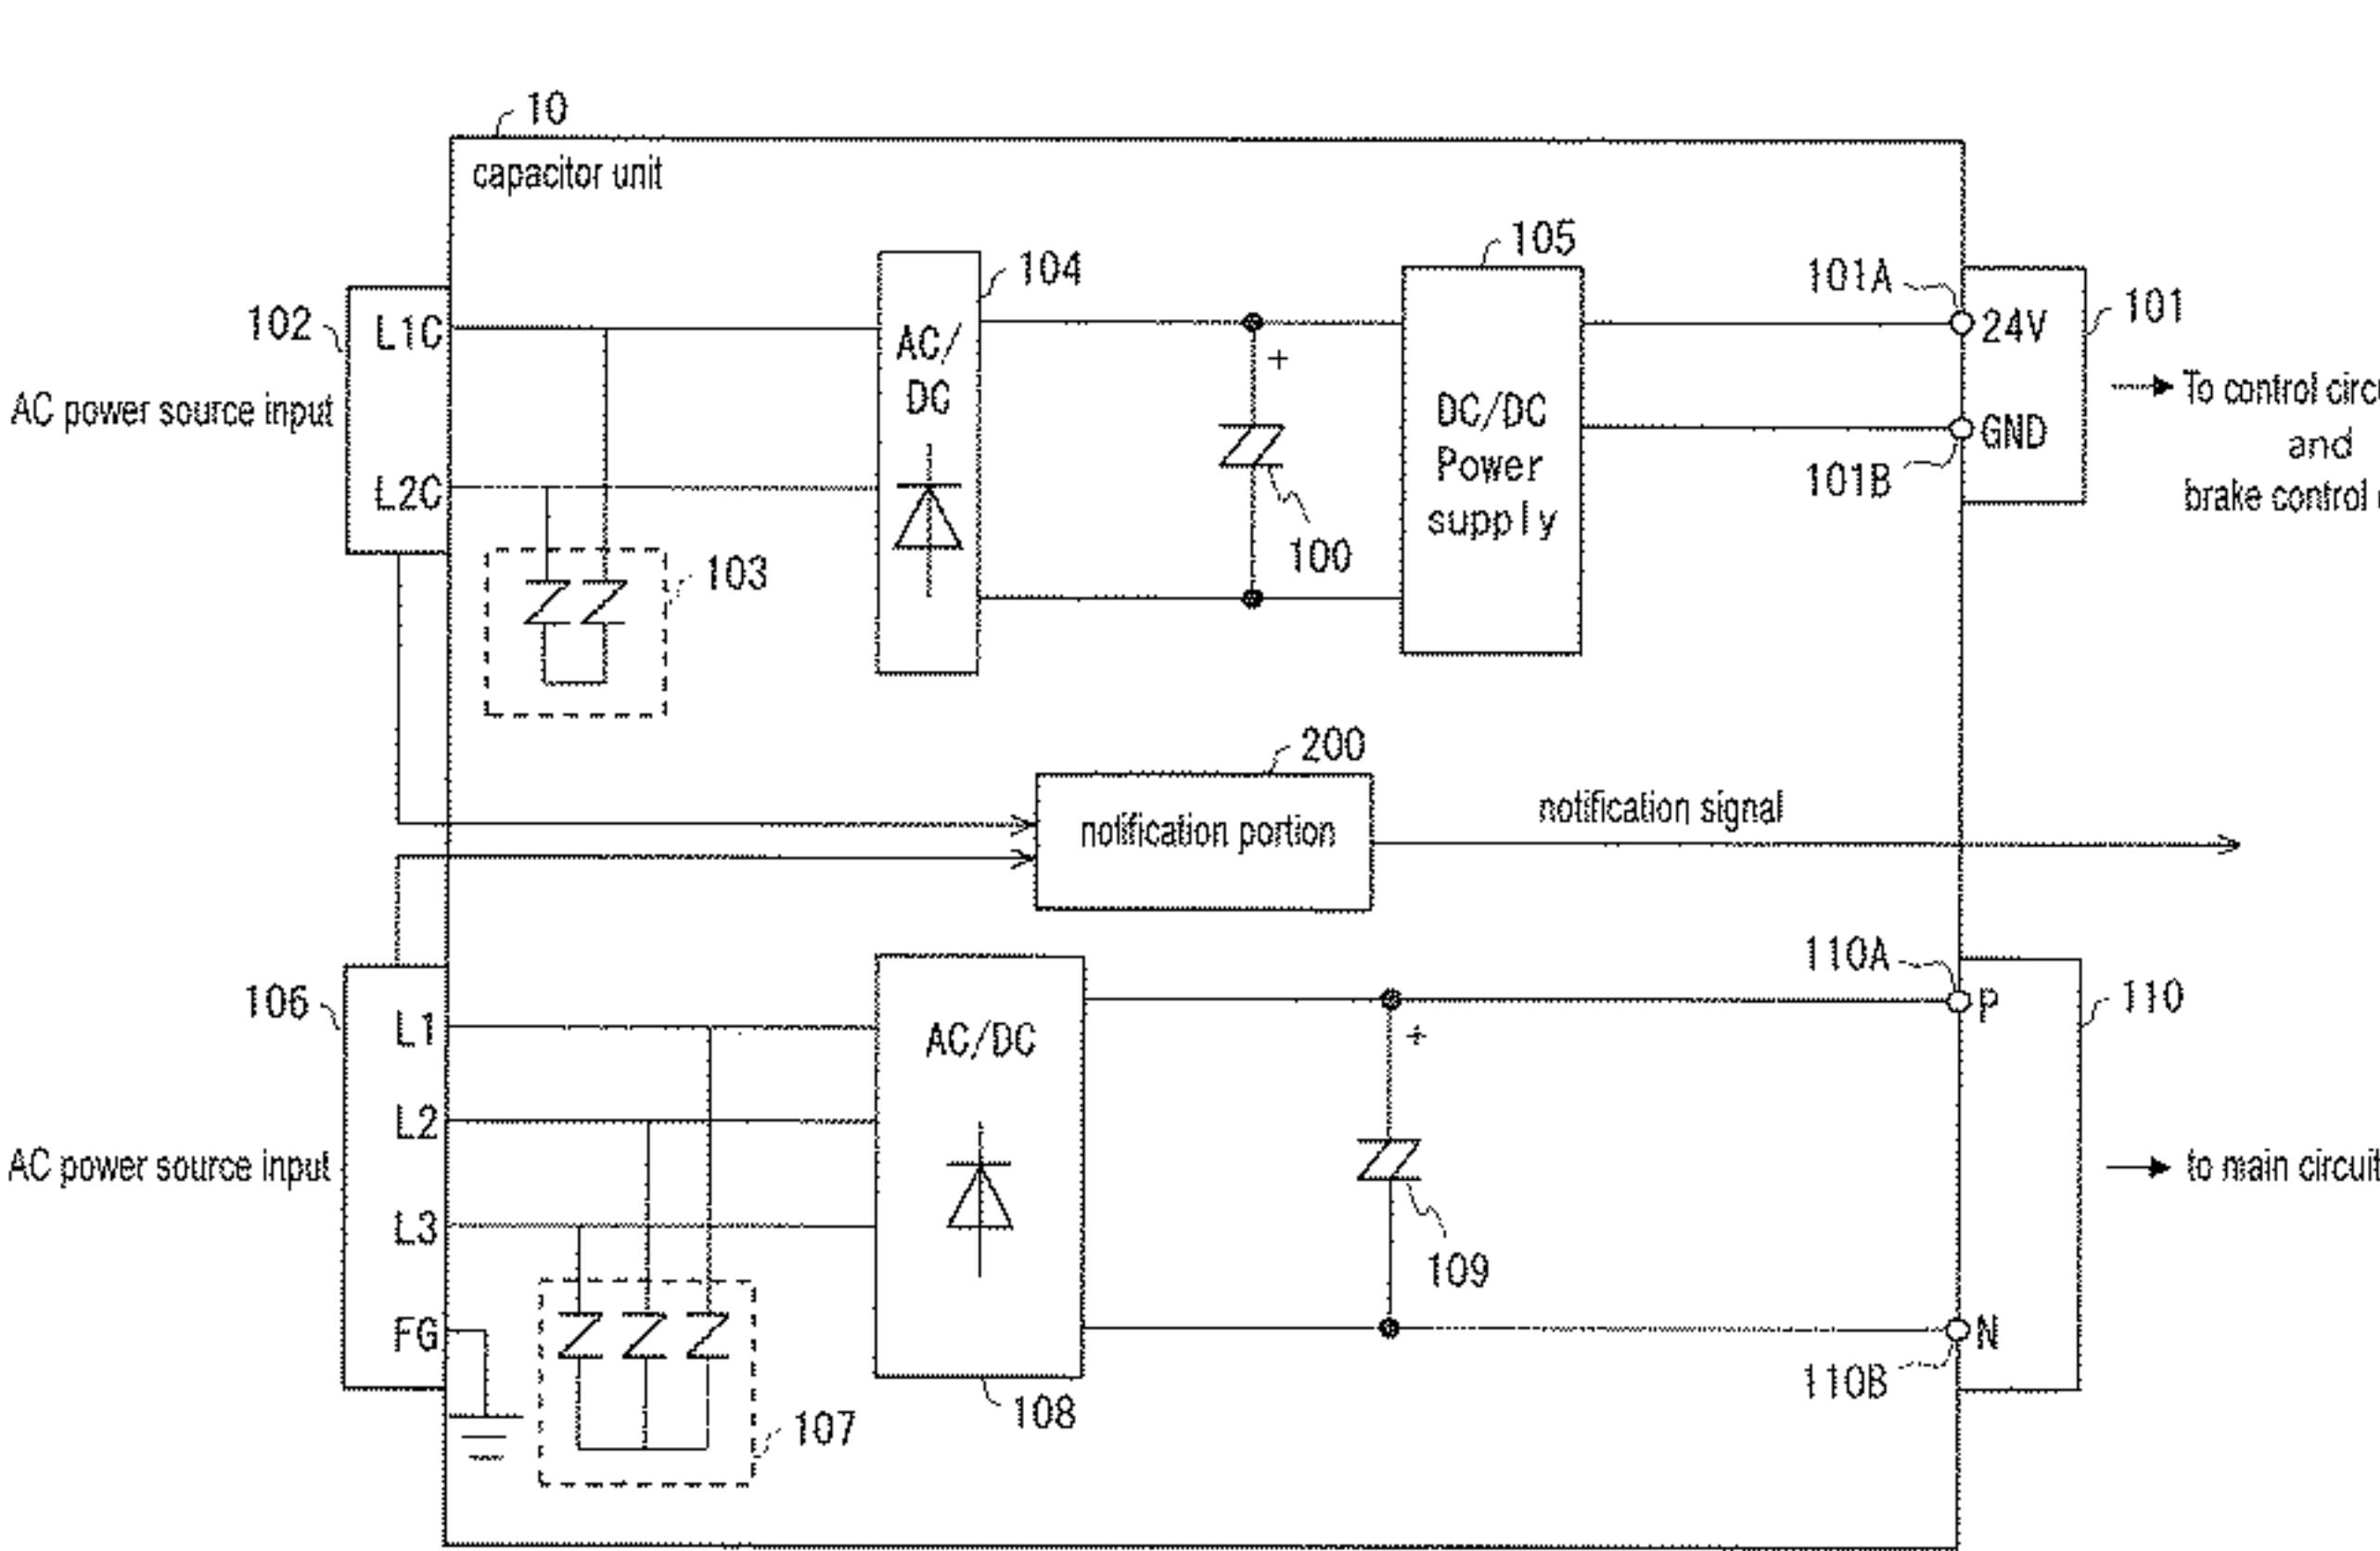 10
capacitor unit
105
104
101A
102
L1C
AC/
DC
+
24V
101
AC power source input
DC/DC
Power
supply
To control
GND
and
L2C
101B
brake control
100
103
200
notification portion
notification signal
110A
106
P
110
L1
AC/DC
+
L2
AC power source input
to main circuit
L3
109
FG
N
110B
108
107